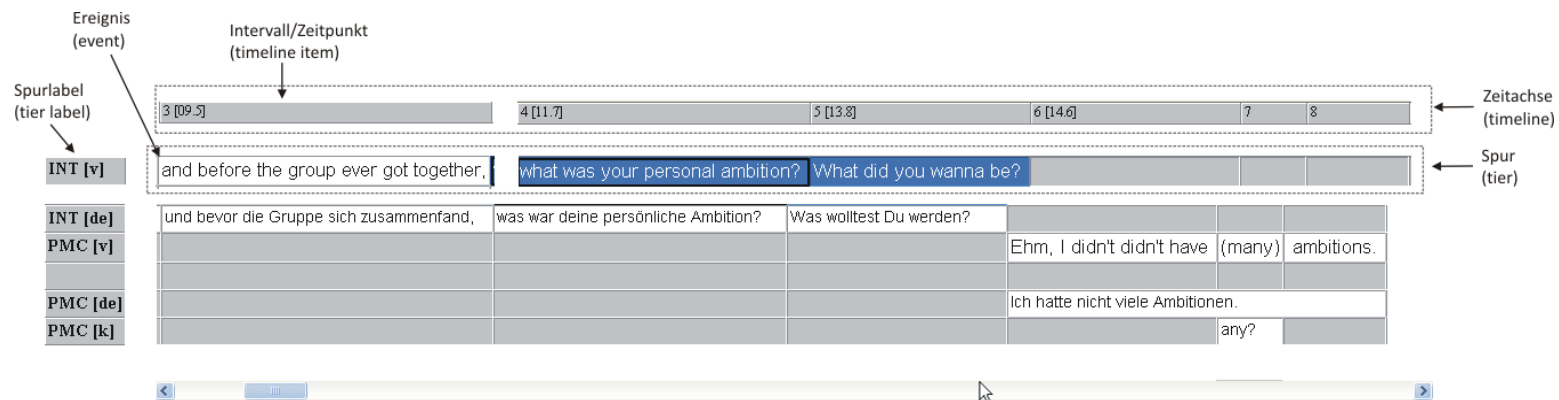 Ereignis
(event)
Intervall/Zeitpunkt
(timeline item)
Spurlabel
(tier label)
Zeitachse
(timeline)
3 [09.5] 4 [11.7] 5 [13.8] 6 [14.6] 7 8
Spur
(tier)
INT [v] and before the group ever got together, what was your personal ambition? What did you wanna be?
INT [de] und bevor die Gruppe sich zusammenfand, was war deine persönliche Ambition? Was wolltest Du werden?
PMC [v] Ehm, I didn't didn't have (many) ambitions.
PMC [de] Ich hatte nicht viele Ambitionen.
PMC [k] any?